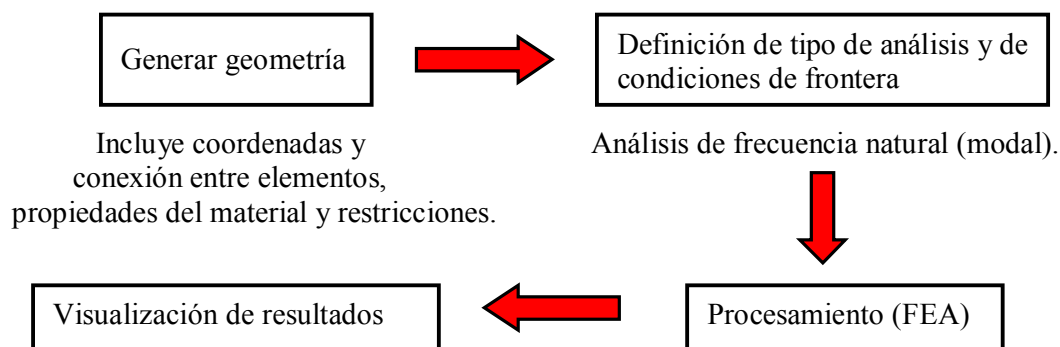 Generar geometría
Definición de tipo de análisis y de
condiciones de frontera
Incluye coordenadas y
conexión entre elementos,
propiedades del material y restricciones.
Análisis de frecuencia natural (modal).
Visualización de resultados
Procesamiento (FEA)